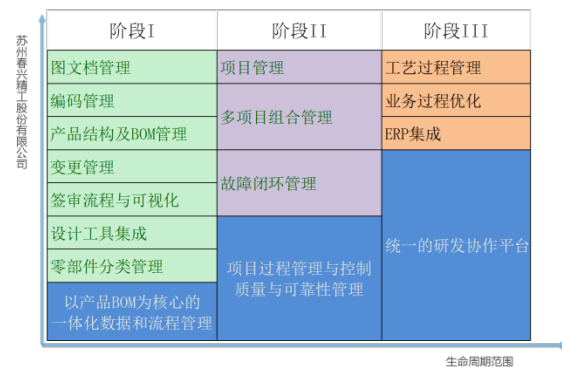 苏州春兴精工股份有限公司
阶段I
阶段II
阶段III
图文档管理
编码管理
产品结构及BOM管理
变更管理
签审流程与可视化
设计工具集成
零部件分类管理
以产品BOM为核心的
一体化数据和流程管理
项目管理
多项目组合管理
故障闭环管理
项目过程管理与控制
质量与可靠性管理
工艺过程管理
业务过程优化
ERP集成
统一的研发协作平台
生命周期范围